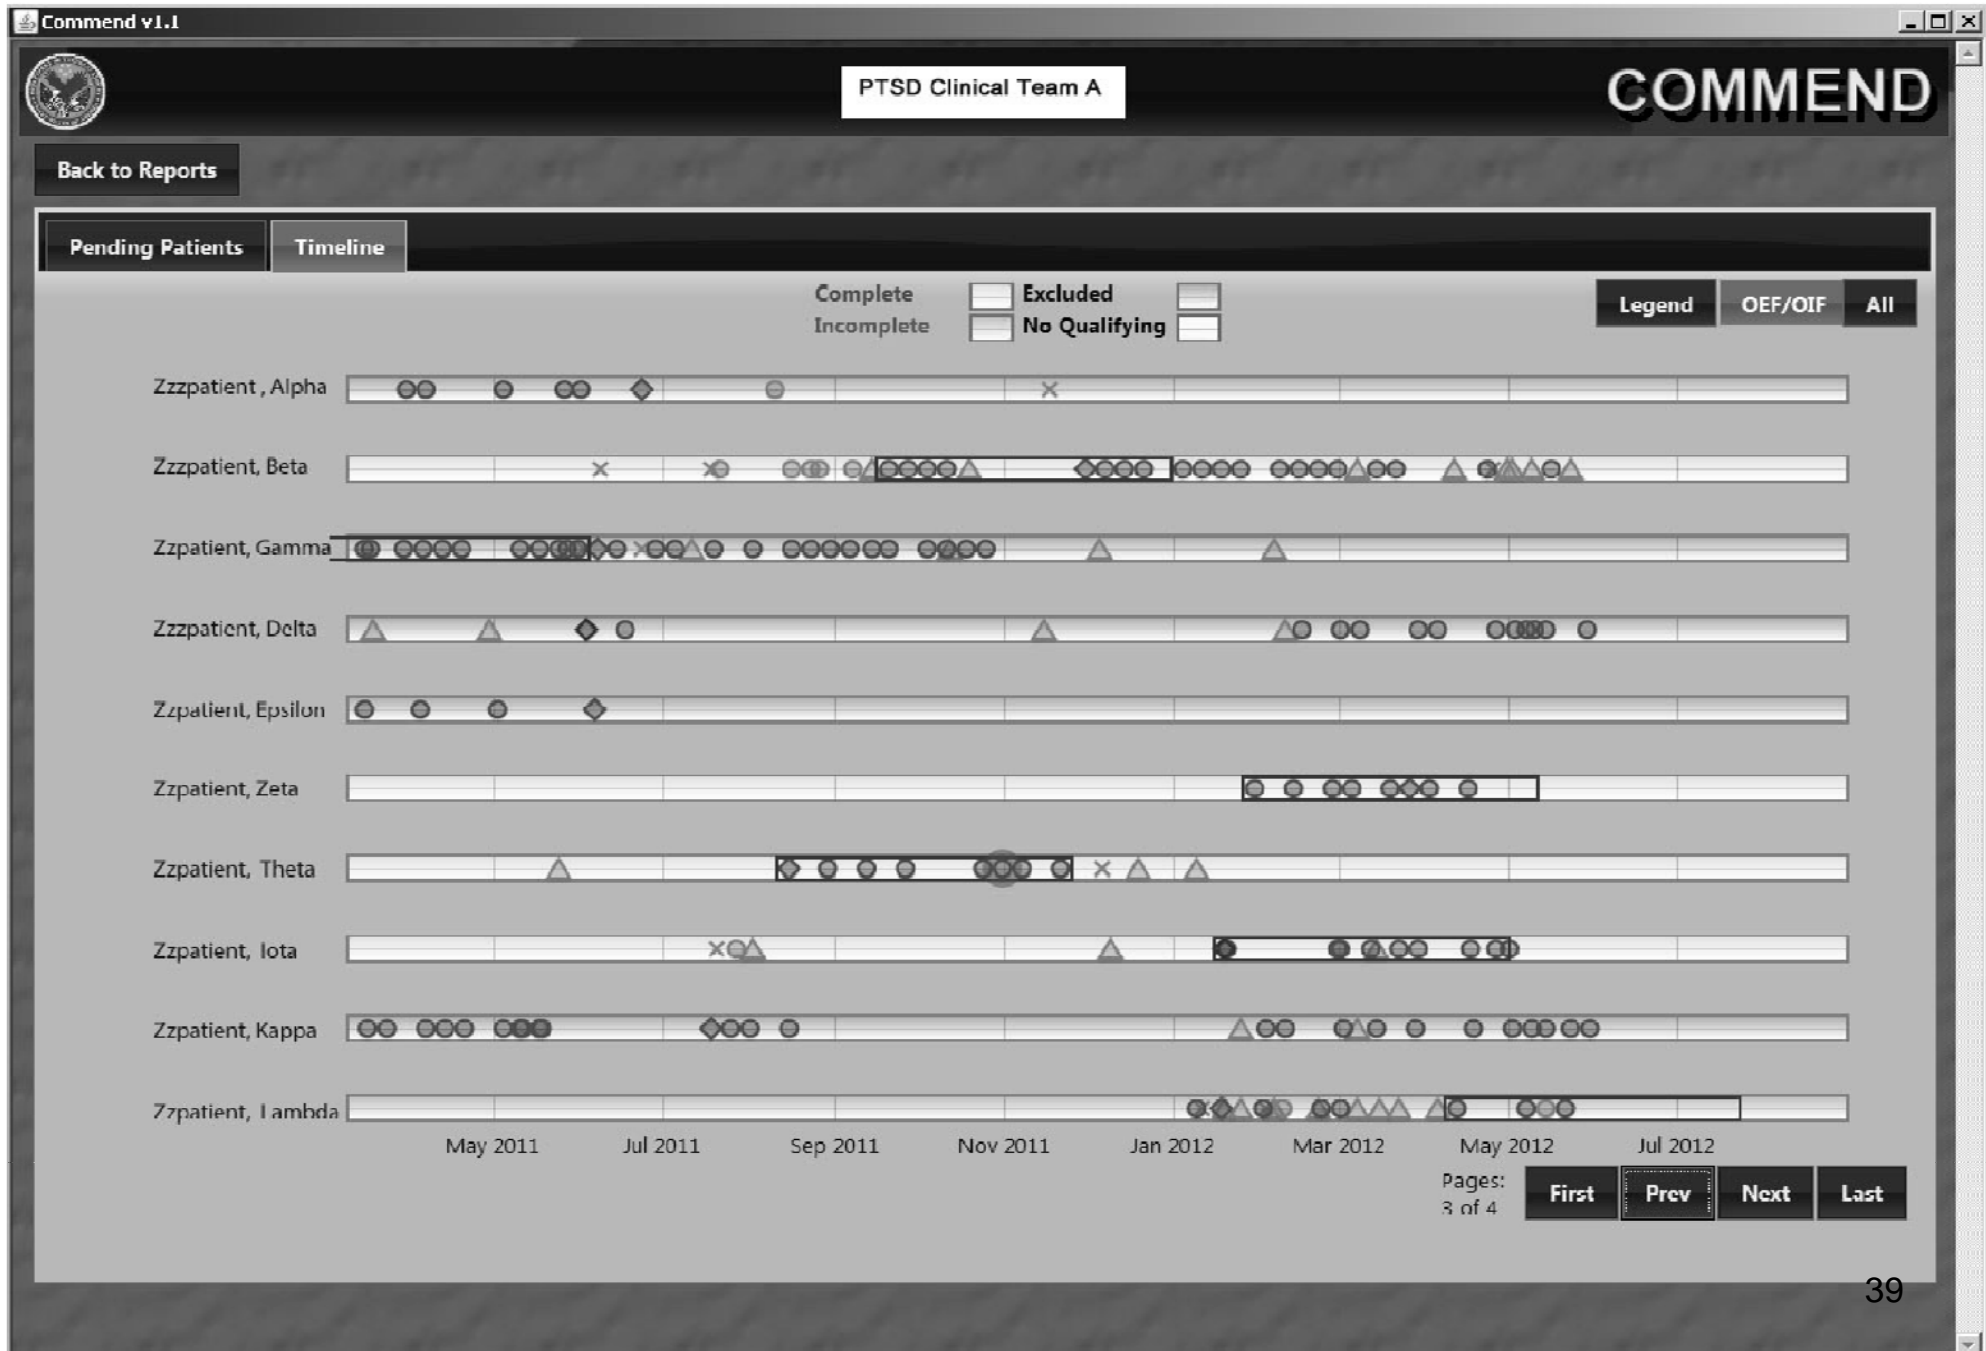 Commend v1.1
PTSD Clinical Team A
COMMEND
Back to Reports
Pending Patients Timeline
Complete Excluded
Incomplete No Qualifying
Legend OEF/OIF All
Zzzpatient , Alpha
Zzzpatient, Beta
Zzpatient, Gamma
Zzzpatient, Delta
Zzpatient, Epsilon
Zzpatient, Zeta
Zzpatient, Theta
Zzpatient, Iota
Zzpatient, Kappa
Zzpatient, Lambda
May 2011 Jul 2011 Sep 2011 Nov 2011 Jan 2012 Mar 2012 May 2012 Jul 2012
Pages:
3 of 4
First Prev Next Last
39